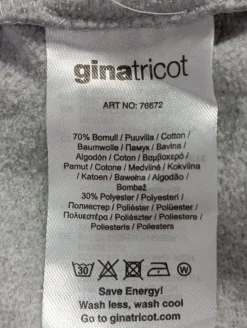 ginatricot
ART NO: 76672
70% Bomull / Puuvilla / Cotton /
Baumwolle / Памук / Bavlna /
Algodón / Coton / Βαμβακερό /
Pamut / Cotone / Medvilnė / Kokvilna
/ Katoen / Bawełna / Algodão /
Bombaž
30% Polyester / Polyesteri /
Полиестер / Poliéster / Polüester /
Πολυεστέρα / Poliészter / Poliestere /
Poliesteris / Poliesters
30 W
Save Energy!
Wash less, wash cool
Go to ginatricot.com